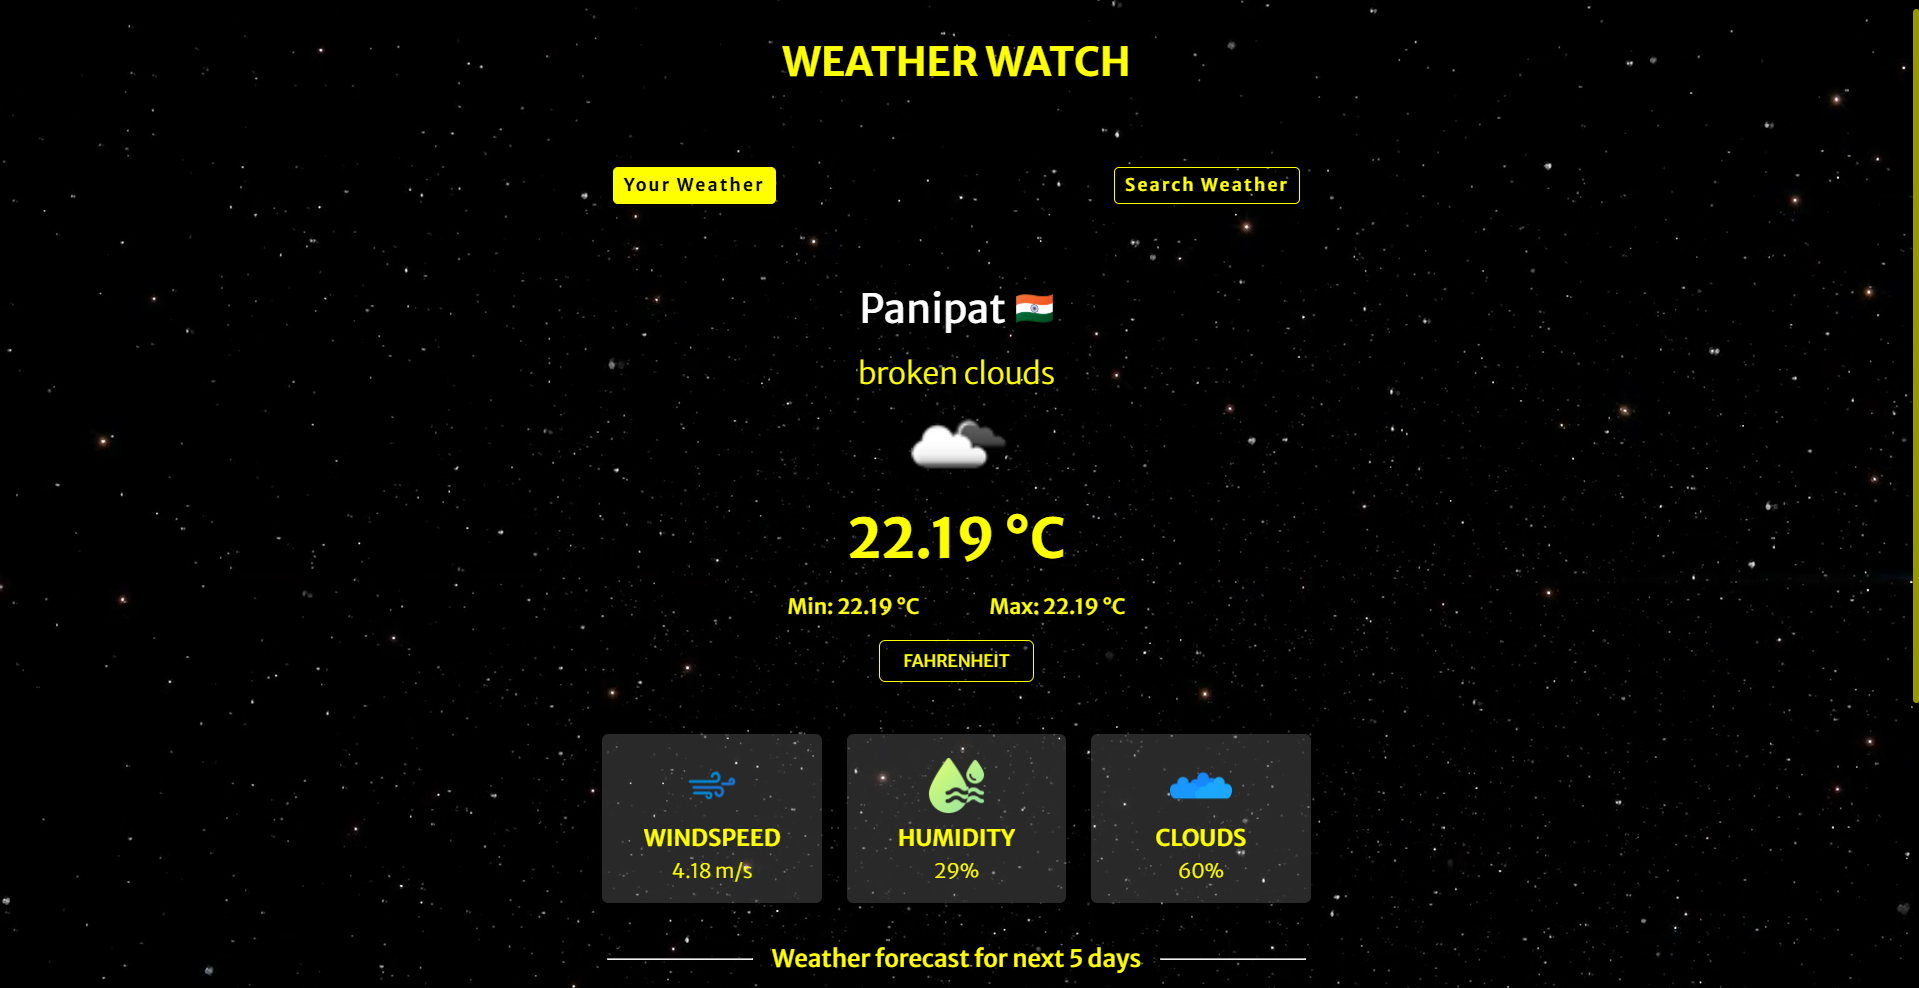 WEATHER WATCH
Your Weather
Search Weather
Panipat
broken clouds
22.19 °C
Min: 22.19 °C
Max: 22.19 °C
FAHRENHEIT
WINDSPEED
4.18 m/s
HUMIDITY
29%
CLOUDS
60%
Weather forecast for next 5 days